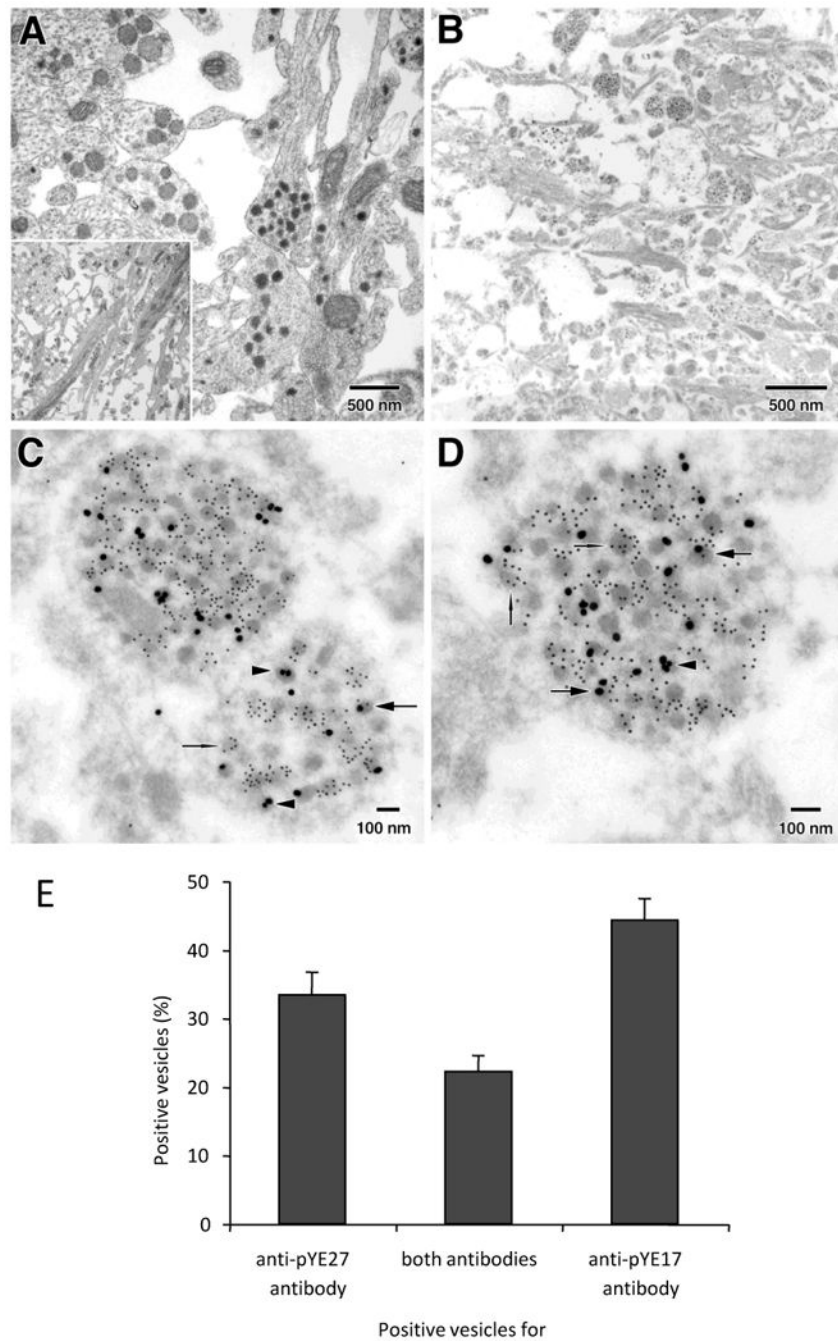 A
500 nm
B
500 nm
C
100 nm
D
100 nm
E
50
40
30
20
10
0
Positive vesicles (%)
anti-pYE27
antibody
both antibodies
anti-pYE17
antibody
Positive vesicles for